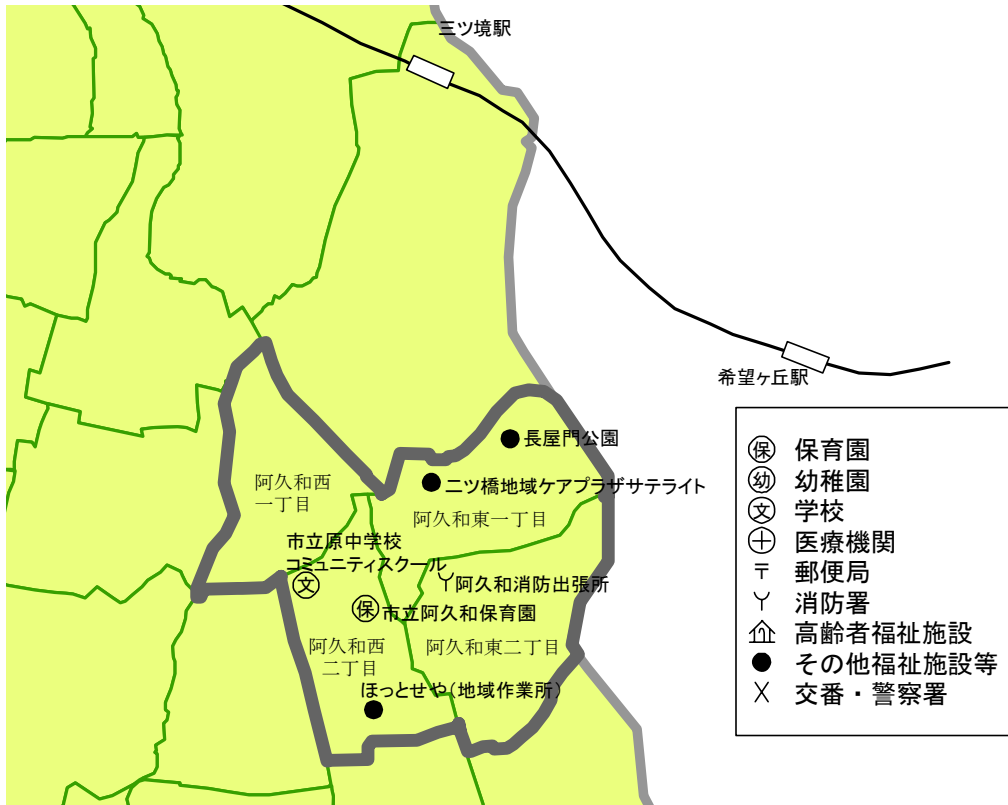 三ツ境駅
希望ヶ丘駅
長屋門公園
二ツ橋地域ケアプラザサテライト
阿久和西
一丁目
阿久和東一丁目
市立原中学校
コミュニティスクール
文
阿久和消防出張所
保
市立阿久和保育園
阿久和西
二丁目
阿久和東二丁目
ほっとせや(地域作業所)
保 保育園
幼 幼稚園
文 学校
医療機関
〒 郵便局
消防署
高齢者福祉施設
● その他福祉施設等
X 交番・警察署